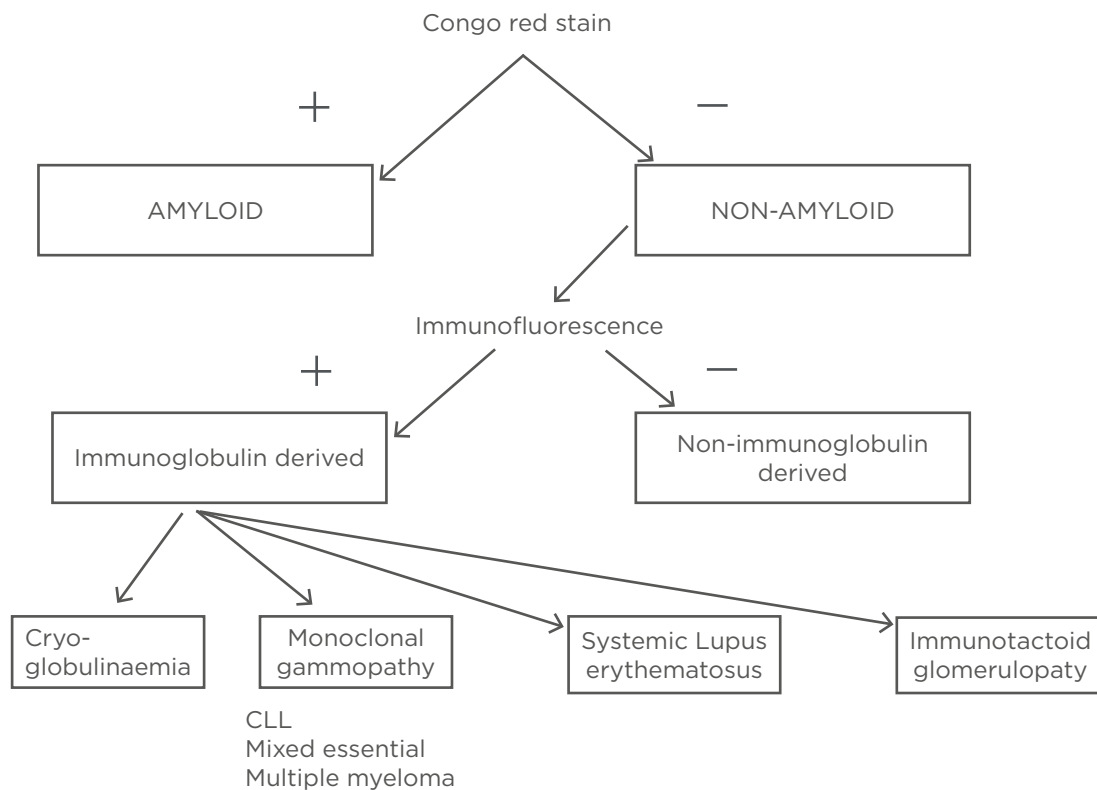 Congo red stain
+
—
AMYLOID
NON-AMYLOID
Immunofluorescence
+
—
Immunoglobulin derived
Non-immunoglobulin
derived
Cryo-
globulinaemia
Monoclonal
gammopathy
Systemic Lupus
erythematosus
Immunotactoid
glomerulopaty
CLL
Mixed essential
Multiple myeloma